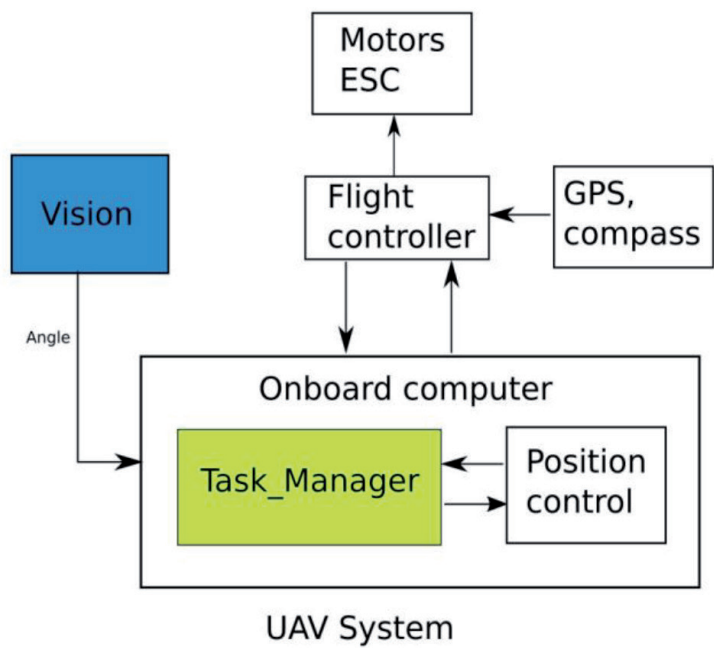 Motors
ESC
Vision
Flight
controller
GPS,
compass
Angle
Onboard computer
Task_Manager
Position
control
UAV System